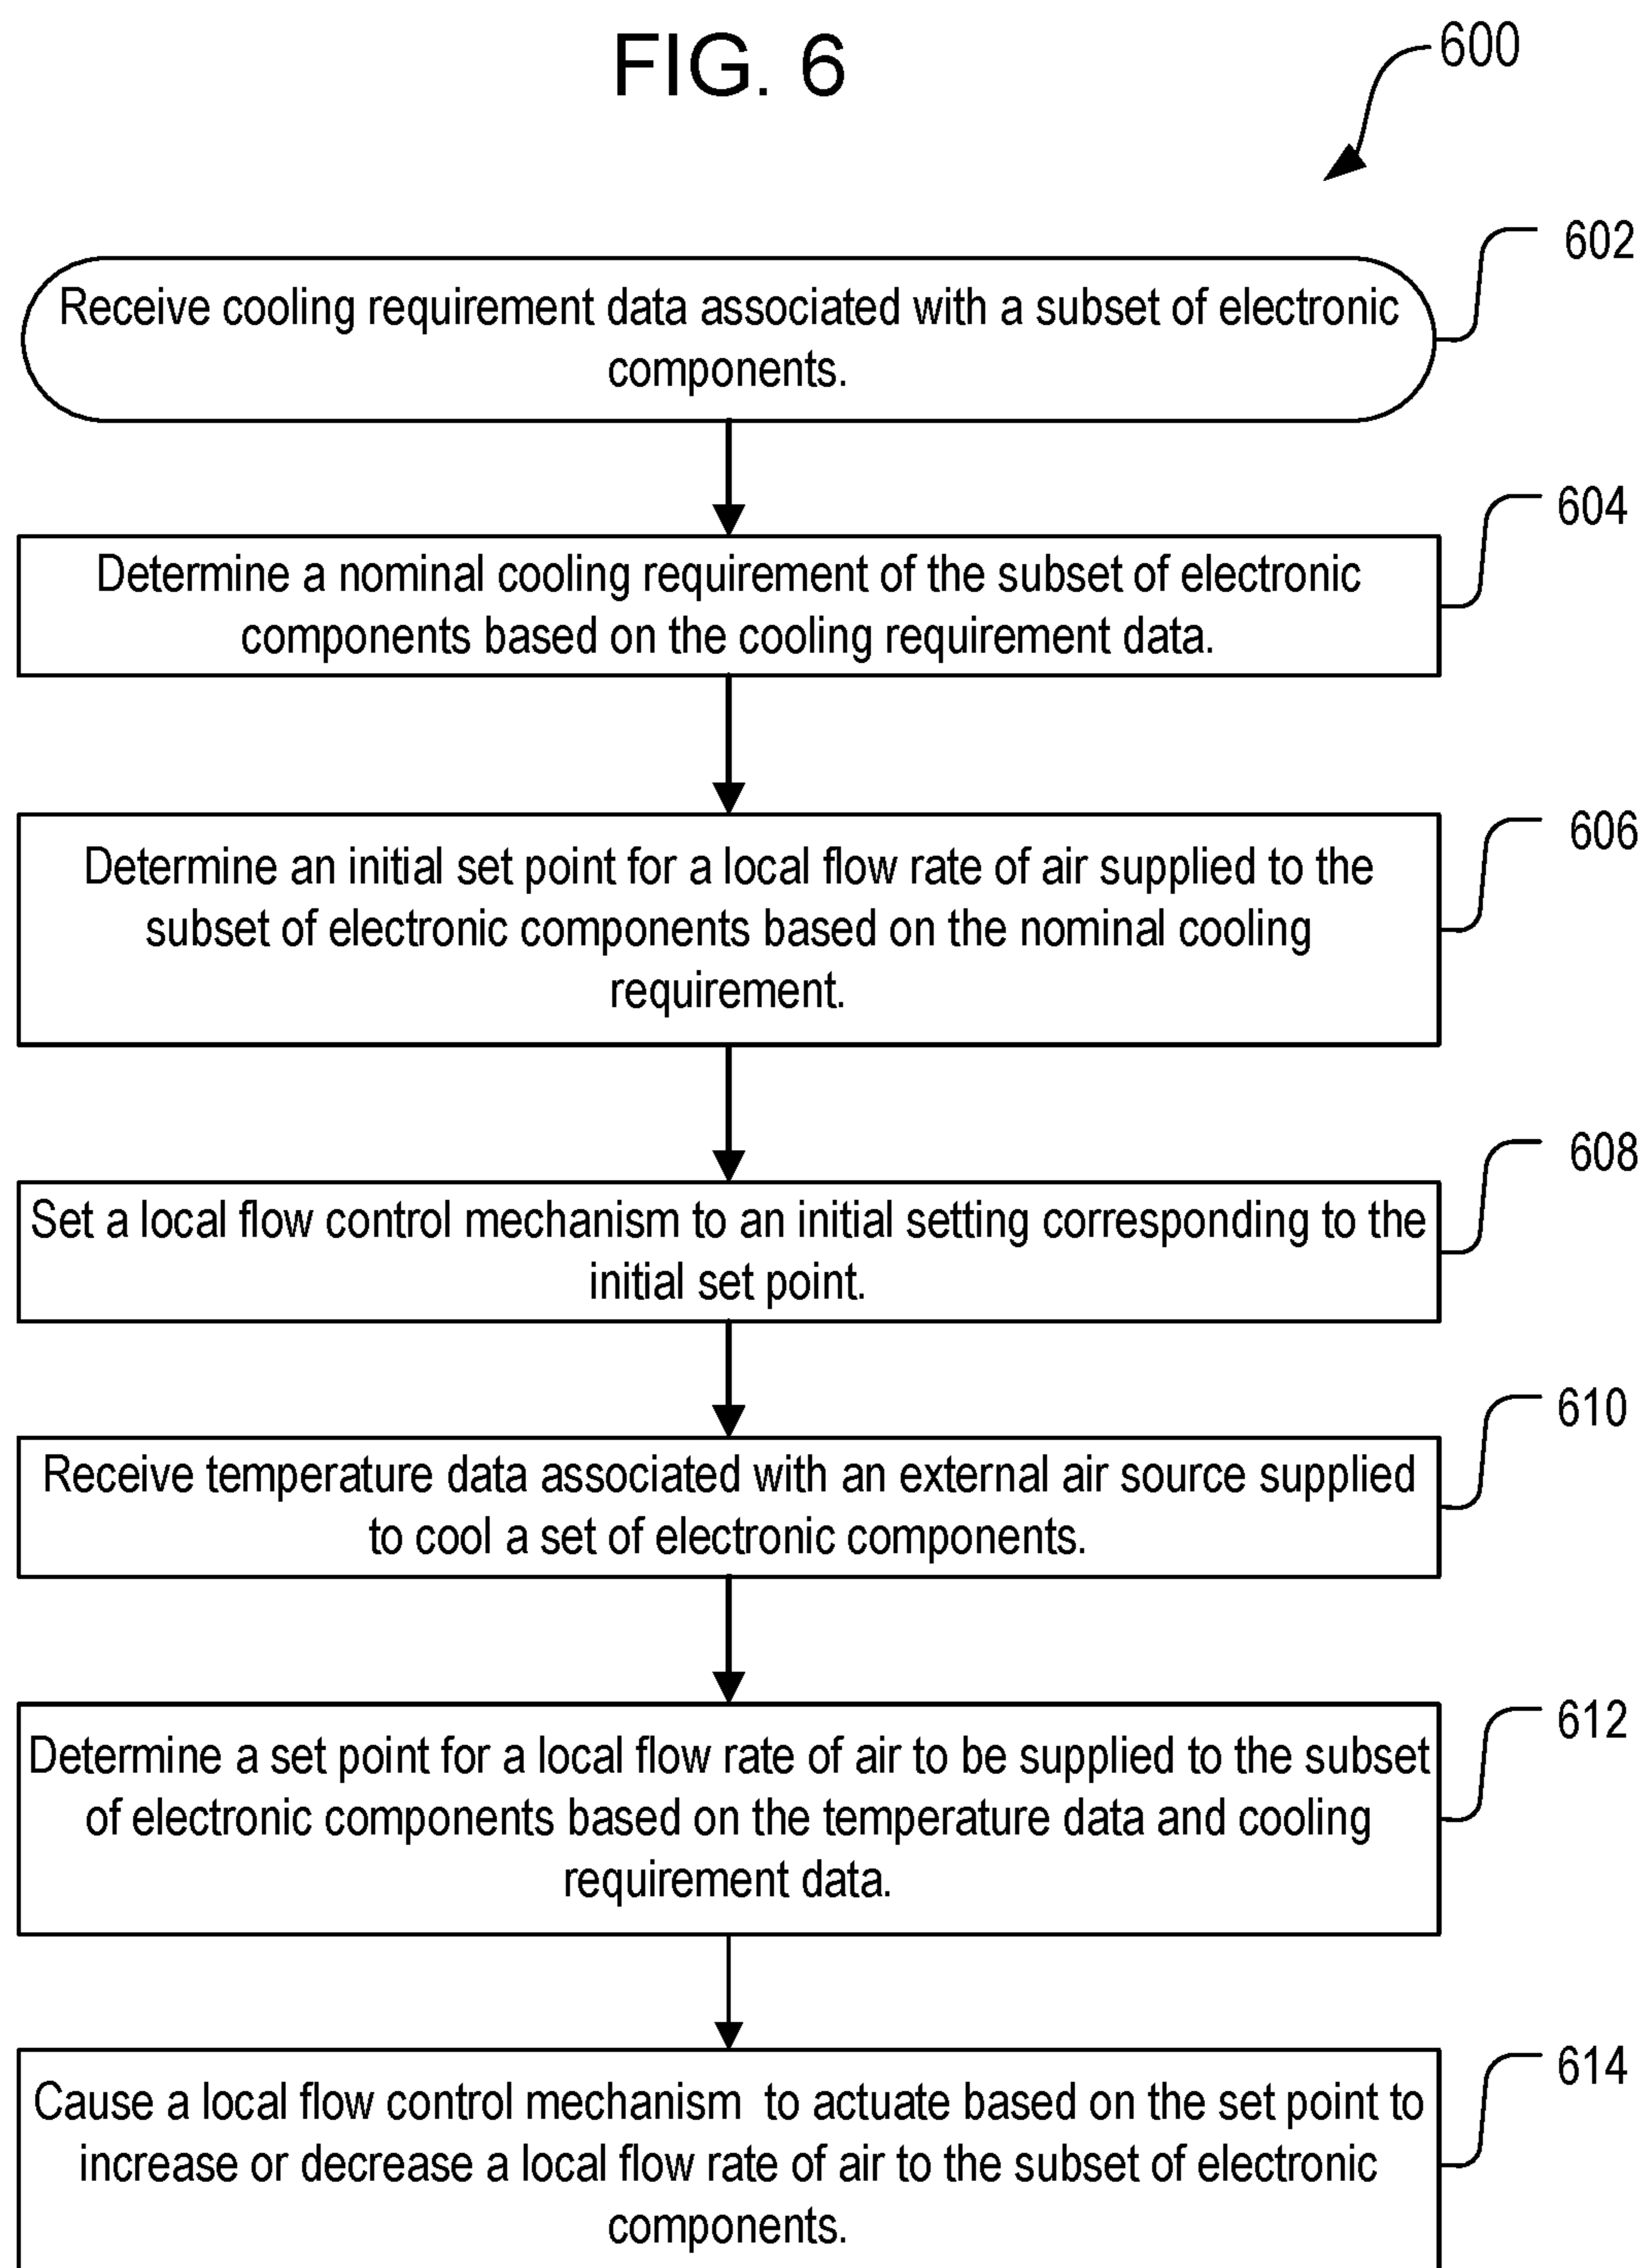 FIG. 6
600
602
Receive cooling requirement data associated with a subset of electronic
components.
604
Determine a nominal cooling requirement of the subset of electronic
components based on the cooling requirement data.
606
Determine an initial set point for a local flow rate of air supplied to the
subset of electronic components based on the nominal cooling
requirement.
608
Set a local flow control mechanism to an initial setting corresponding to the
initial set point.
610
Receive temperature data associated with an external air source supplied
to cool a set of electronic components.
612
Determine a set point for a local flow rate of air to be supplied to the subset
of electronic components based on the temperature data and cooling
requirement data.
614
Cause a local flow control mechanism  to actuate based on the set point to
increase or decrease a local flow rate of air to the subset of electronic
components.